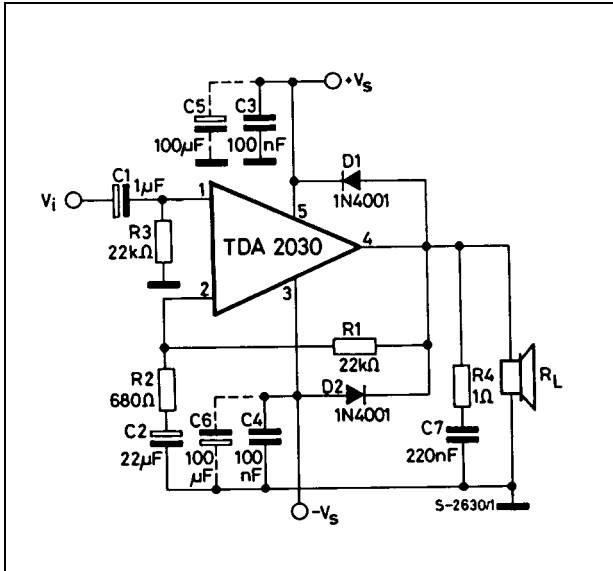 +Vs
C5
C3
100µF
100 nF
D1
1N4001
C1
1µF
Vi
1
5
R3
22kΩ
TDA 2030
4
2
3
R1
22kΩ
R2
680Ω
D2
1N4001
R4
1Ω
RL
C6
C4
C2
22µF
100
µF
100
nF
C7
220nF
S-2630/1
-Vs